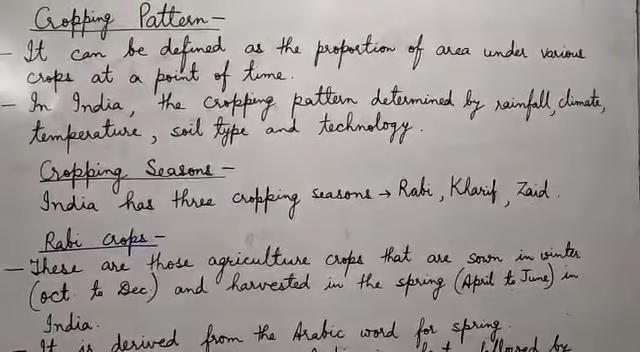 Cropping Pattern -
- It can be defined as the proportion of area under various
crops at a point of time.
- In India, the cropping pattern determined by rainfall, climate,
temperature, soil type and technology.
Cropping Seasons -
India has three cropping seasons → Rabi, Kharif, Zaid.
Rabi crops -
- These are those agriculture crops that are sown in winter
(oct to Dec) and harvested in the spring (April to June) in
India.
- It is derived from the Arabic word for spring.
followed by